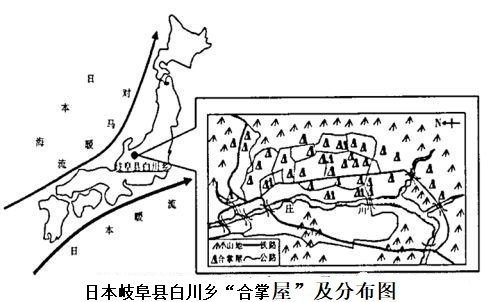 日本海
对马暖流
岐阜县白川乡
日本暖流
N
庄川
山地
铁路
合掌屋
公路
日本岐阜县白川乡“合掌屋”及分布图